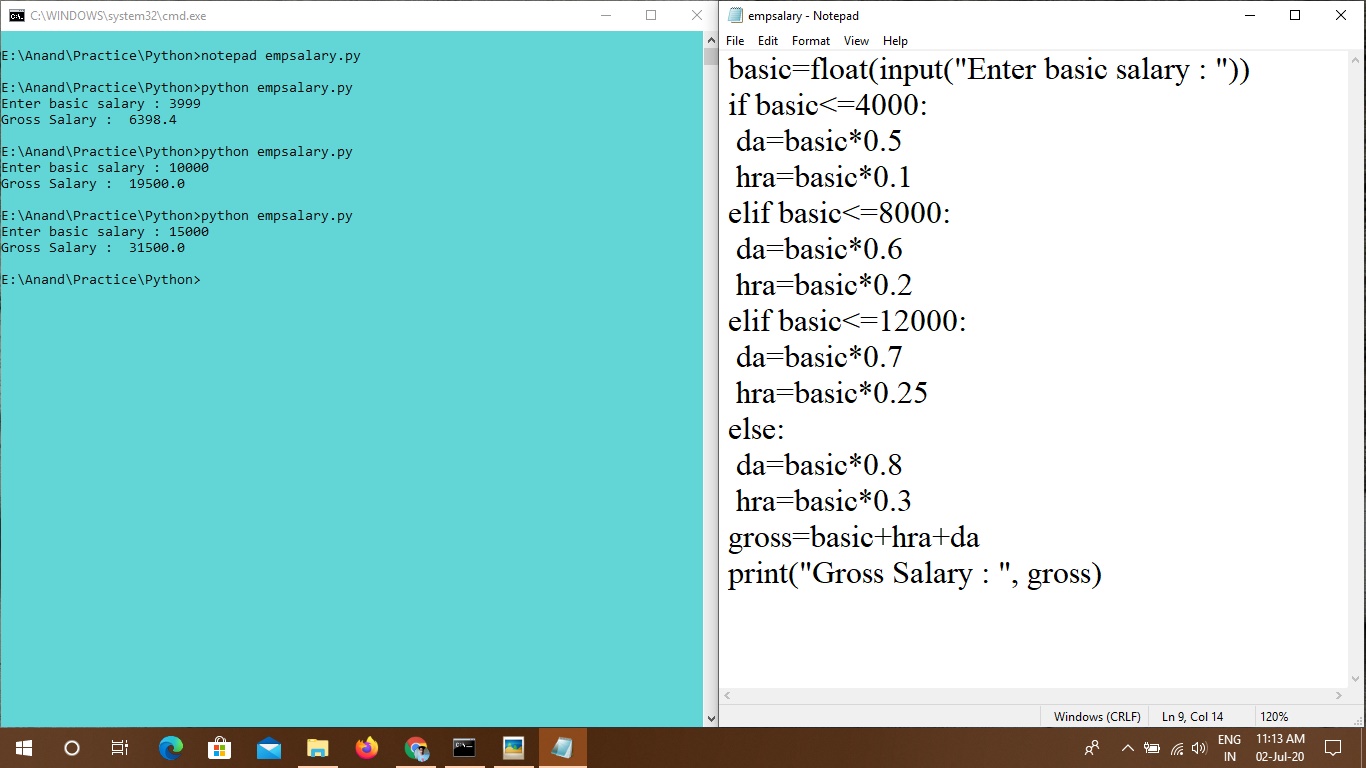 C:\WINDOWS\system32\cmd.exe
E:\Anand\Practice\Python>notepad empsalary.py
E:\Anand\Practice\Python>python empsalary.py
Enter basic salary : 3999
Gross Salary :  6398.4
E:\Anand\Practice\Python>python empsalary.py
Enter basic salary : 10000
Gross Salary :  19500.0
E:\Anand\Practice\Python>python empsalary.py
Enter basic salary : 15000
Gross Salary :  31500.0
E:\Anand\Practice\Python>
empsalary - Notepad
File Edit Format View Help
basic=float(input("Enter basic salary : "))
if basic<=4000:
 da=basic*0.5
 hra=basic*0.1
elif basic<=8000:
 da=basic*0.6
 hra=basic*0.2
elif basic<=12000:
 da=basic*0.7
 hra=basic*0.25
else:
 da=basic*0.8
 hra=basic*0.3
gross=basic+hra+da
print("Gross Salary : ", gross)
Windows (CRLF) Ln 9, Col 14 120%
ENG 11:13 AM
IN 02-Jul-20